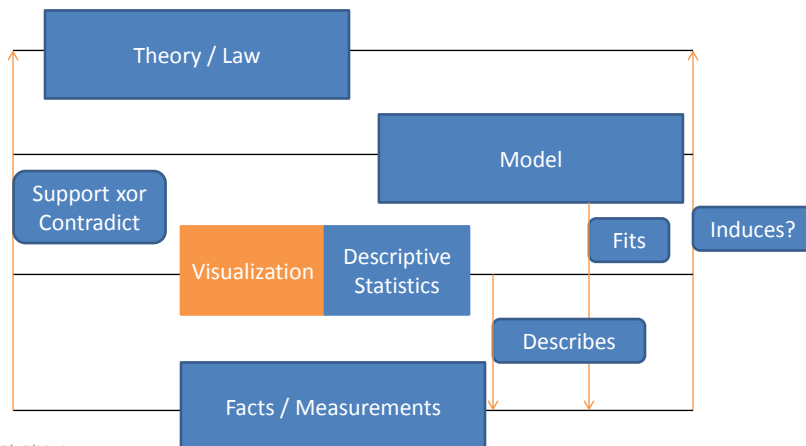 Theory / Law
Model
Support xor
Contradict
Induces?
Fits
Visualization
Descriptive
Statistics
Describes
Facts / Measurements